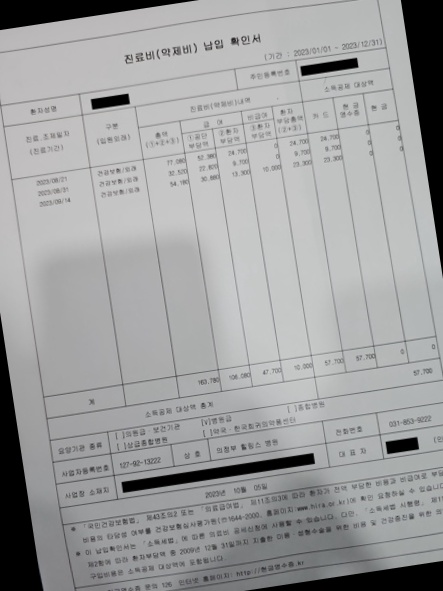 진료비(약제비) 납입 확인서
(기간 : 2023/01/01 - 2023/12/31)
환자성명
주민등록번호
진료.조제일자
(진료기간)
구분
(입원외래)
진료비(약제비)내역
소득공제 대상액
총액
(①+②+③)
급 여
비급여
①공단
부담액
②환자
부담액
③환자
부담액
환자
부담총액
(②+③)
카 드
현 금
영수증
현 금
2023/08/21 건강보험/외래 77,080 52,380 24,700 0 24,700 24,700 0 0
2023/08/31 건강보험/외래 32,520 22,820 9,700 0 9,700 9,700 0 0
2023/09/14 건강보험/외래 54,180 30,880 13,300 10,000 23,300 23,300 0 0
계 163,780 106,080 47,700 10,000 57,700 57,700 0 0
소득공제 대상액 총계 57,700
요양기관 종류
[ ]의원급·보건기관 [V]병원급 [ ]종합병원
[ ]상급종합병원 [ ]약국·한국희귀의약품센타
사업자등록번호 127-92-13222 상 호 의정부 힐링스 병원 전화번호 031-853-9222
사업장 소재지 대 표 자
2023년 10월 05일
※ 「국민건강보험법」 제43조의2 또는 「의료급여법」 제11조의3에 따라 환자가 전액 부담한 비용과 비급여로 부담
비용의 타당성 여부를 건강보험심사평가원(☎1644-2000, 홈페이지:www.hira.or.kr)에 확인 요청하실 수 있습니다
※ 이 납입확인서는 「소득세법」에 따른 의료비 공제신청에 사용할 수 있습니다. 다만, 「소득세법 시행령」
제2항에 따라 환자부담액 중 2009년 12월 31일까지 지출한 미용·성형수술을 위한 비용 및 건강증진을 위한
구입비용은 소득공제 대상액에 포함됩니다.
문의 126 인터넷 홈페이지: http://현금영수증.kr